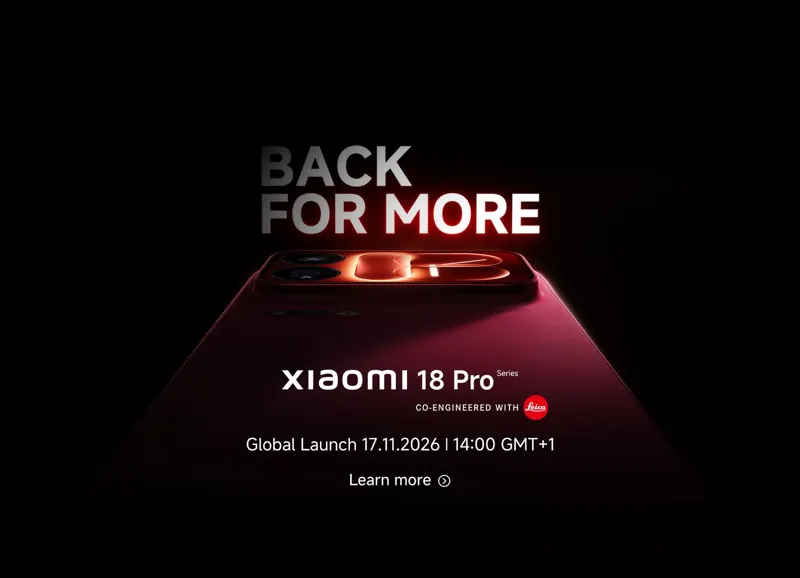 BACK
FOR MORE
xiaomi 18 Pro Series
CO-ENGINEERED WITH Leica
Global Launch 17.11.2026 | 14:00 GMT+1
Learn more